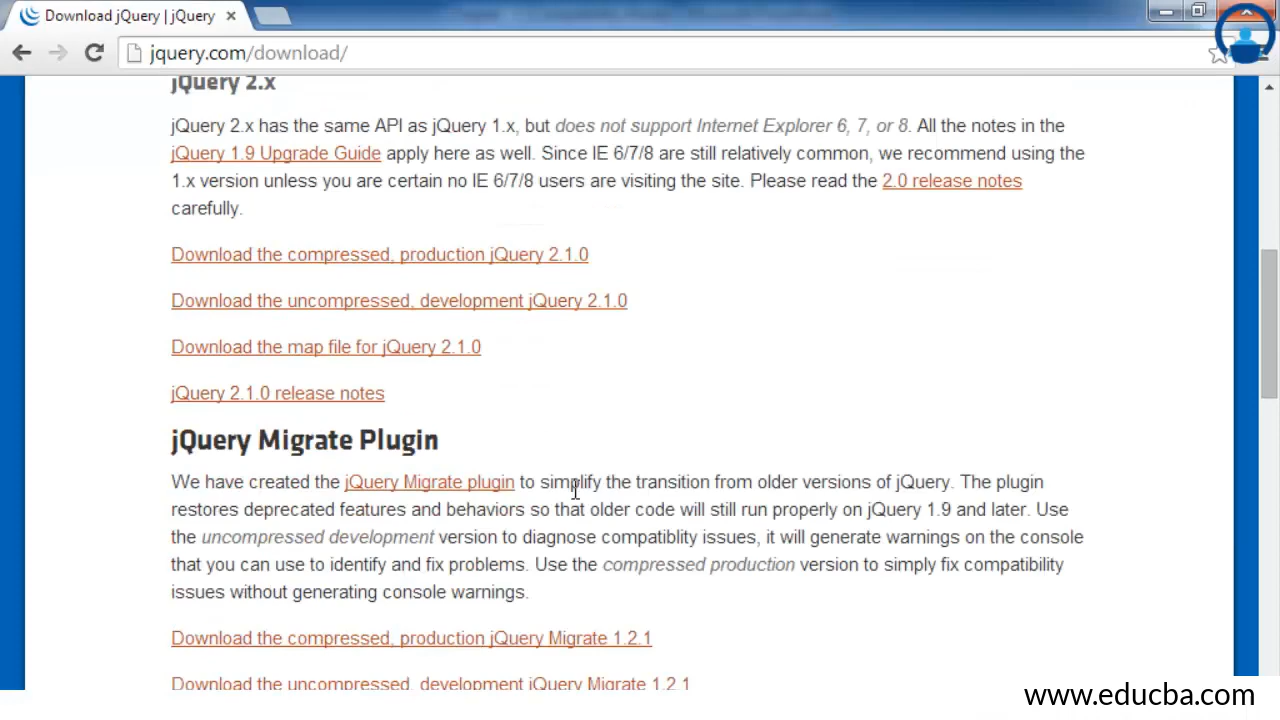 Download jQuery | jQuery
jquery.com/download/
jQuery 2.x
jQuery 2.x has the same API as jQuery 1.x, but does not support Internet Explorer 6, 7, or 8. All the notes in the
jQuery 1.9 Upgrade Guide apply here as well. Since IE 6/7/8 are still relatively common, we recommend using the
1.x version unless you are certain no IE 6/7/8 users are visiting the site. Please read the 2.0 release notes
carefully.
Download the compressed, production jQuery 2.1.0
Download the uncompressed, development jQuery 2.1.0
Download the map file for jQuery 2.1.0
jQuery 2.1.0 release notes
jQuery Migrate Plugin
We have created the jQuery Migrate plugin to simplify the transition from older versions of jQuery. The plugin
restores deprecated features and behaviors so that older code will still run properly on jQuery 1.9 and later. Use
the uncompressed development version to diagnose compatiblity issues, it will generate warnings on the console
that you can use to identify and fix problems. Use the compressed production version to simply fix compatibility
issues without generating console warnings.
Download the compressed, production jQuery Migrate 1.2.1
Download the uncompressed, development jQuery Migrate 1.2.1
www.educba.com